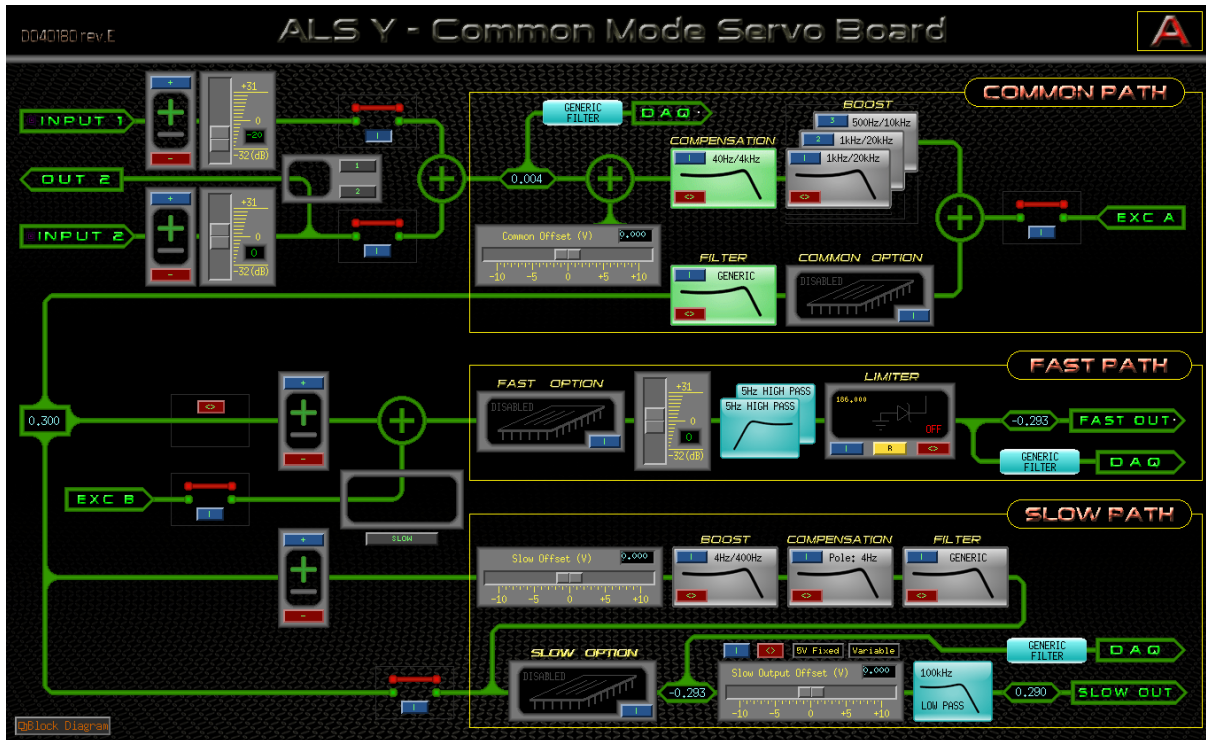 D040180 rev.E
ALS Y - Common Mode Servo Board
A
COMMON PATH
INPUT 1
+
-
+31
0
-20
-32(dB)
I
OUT 2
1
2
INPUT 2
+
-
+31
0
0
-32(dB)
I
0.004
GENERIC
FILTER
DAQ
COMPENSATION
I 40Hz/4kHz
<>
BOOST
3 500Hz/10kHz
2 1kHz/20kHz
I 1kHz/20kHz
<>
I
EXC A
Common Offset (V) 0.000
-10 -5 0 +5 +10
FILTER
I GENERIC
<>
COMMON OPTION
DISABLED
I
FAST PATH
0.300
<>
+
-
EXC B
I
SLOW
FAST OPTION
DISABLED
I
+31
0
0
-32(dB)
5Hz HIGH PASS
5Hz HIGH PASS
LIMITER
186.000
OFF
I R <>
-0.293
FAST OUT
GENERIC
FILTER
DAQ
SLOW PATH
+
-
Slow Offset (V) 0.000
-10 -5 0 +5 +10
BOOST
I 4Hz/400Hz
<>
COMPENSATION
I Pole: 4Hz
<>
FILTER
I GENERIC
<>
I
SLOW OPTION
DISABLED
I
-0.293
I <> 5V Fixed Variable
Slow Output Offset (V) 0.000
-10 -5 0 +5 +10
100kHz
LOW PASS
GENERIC
FILTER
DAQ
0.290
SLOW OUT
Block Diagram